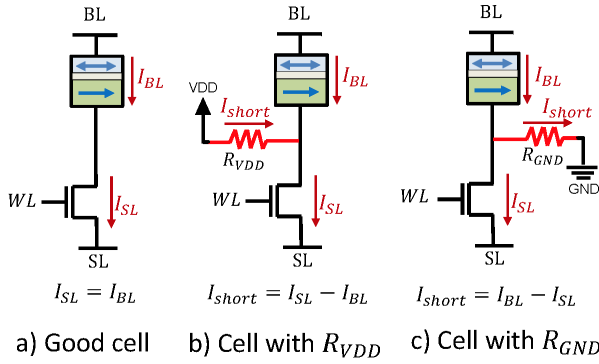 BL
I_BL
WL
I_SL
SL
I_SL = I_BL
a) Good cell
BL
I_BL
VDD
I_short
R_VDD
WL
I_SL
SL
I_short = I_SL − I_BL
b) Cell with R_VDD
BL
I_BL
I_short
R_GND
GND
WL
I_SL
SL
I_short = I_BL − I_SL
c) Cell with R_GND